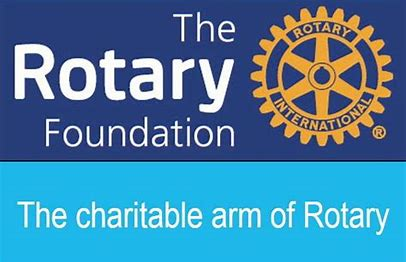 The
Rotary
Foundation
ROTARY
INTERNATIONAL
®
The charitable arm of Rotary